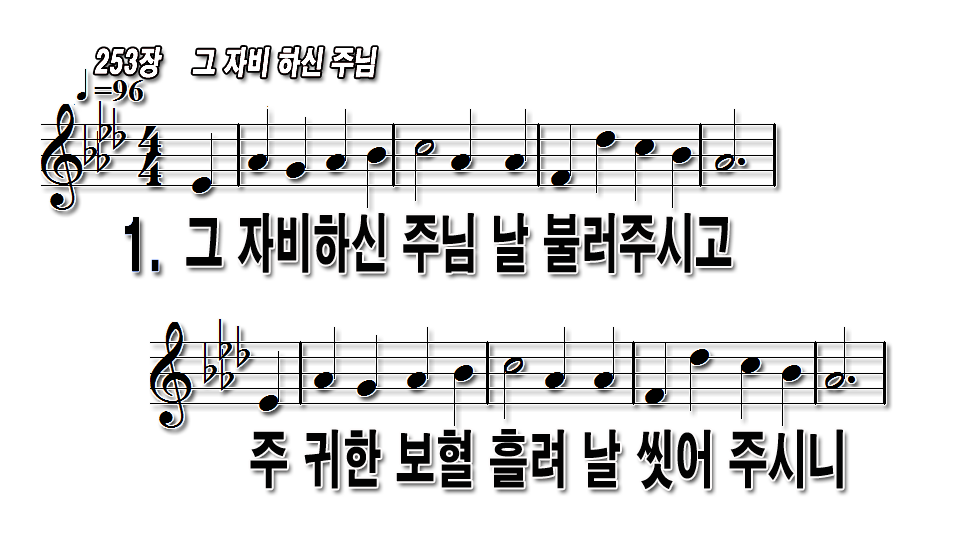 253장 그 자비 하신 주님
♩=96
4
4
1. 그 자비하신 주님 날 불러주시고
주 귀한 보혈 흘려 날 씻어 주시니